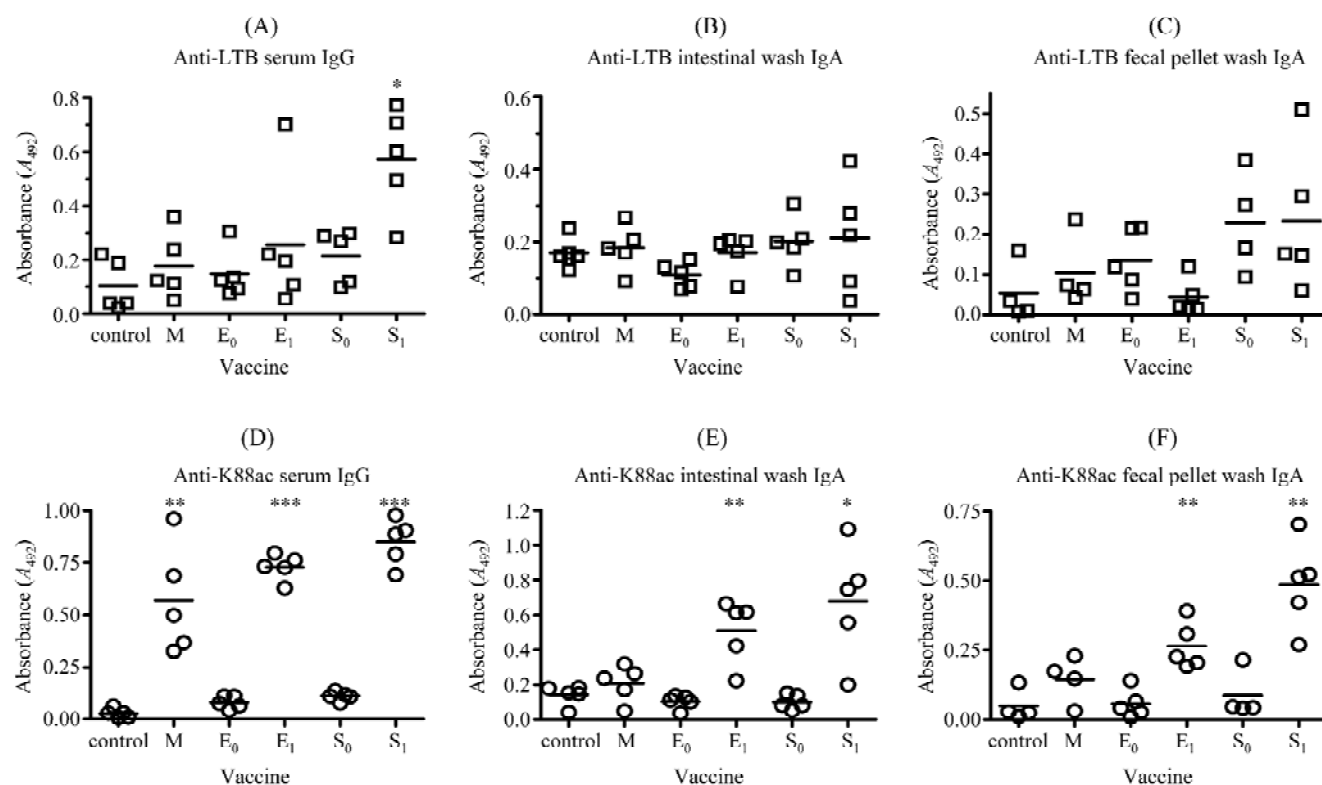 (A)
Anti-LTB serum IgG
*
0.8
0.6
0.4
0.2
0.0
Absorbance (A₄₉₂)
control M E₀ E₁ S₀ S₁
Vaccine
(B)
Anti-LTB intestinal wash IgA
0.6
0.4
0.2
0.0
Absorbance (A₄₉₂)
control M E₀ E₁ S₀ S₁
Vaccine
(C)
Anti-LTB fecal pellet wash IgA
0.5
0.4
0.3
0.2
0.1
0.0
Absorbance (A₄₉₂)
control M E₀ E₁ S₀ S₁
Vaccine
(D)
Anti-K88ac serum IgG
** *** ***
1.00
0.75
0.50
0.25
0.00
Absorbance (A₄₉₂)
control M E₀ E₁ S₀ S₁
Vaccine
(E)
Anti-K88ac intestinal wash IgA
** *
1.2
1.0
0.8
0.6
0.4
0.2
0.0
Absorbance (A₄₉₂)
control M E₀ E₁ S₀ S₁
Vaccine
(F)
Anti-K88ac fecal pellet wash IgA
** **
0.75
0.50
0.25
0.00
Absorbance (A₄₉₂)
control M E₀ E₁ S₀ S₁
Vaccine